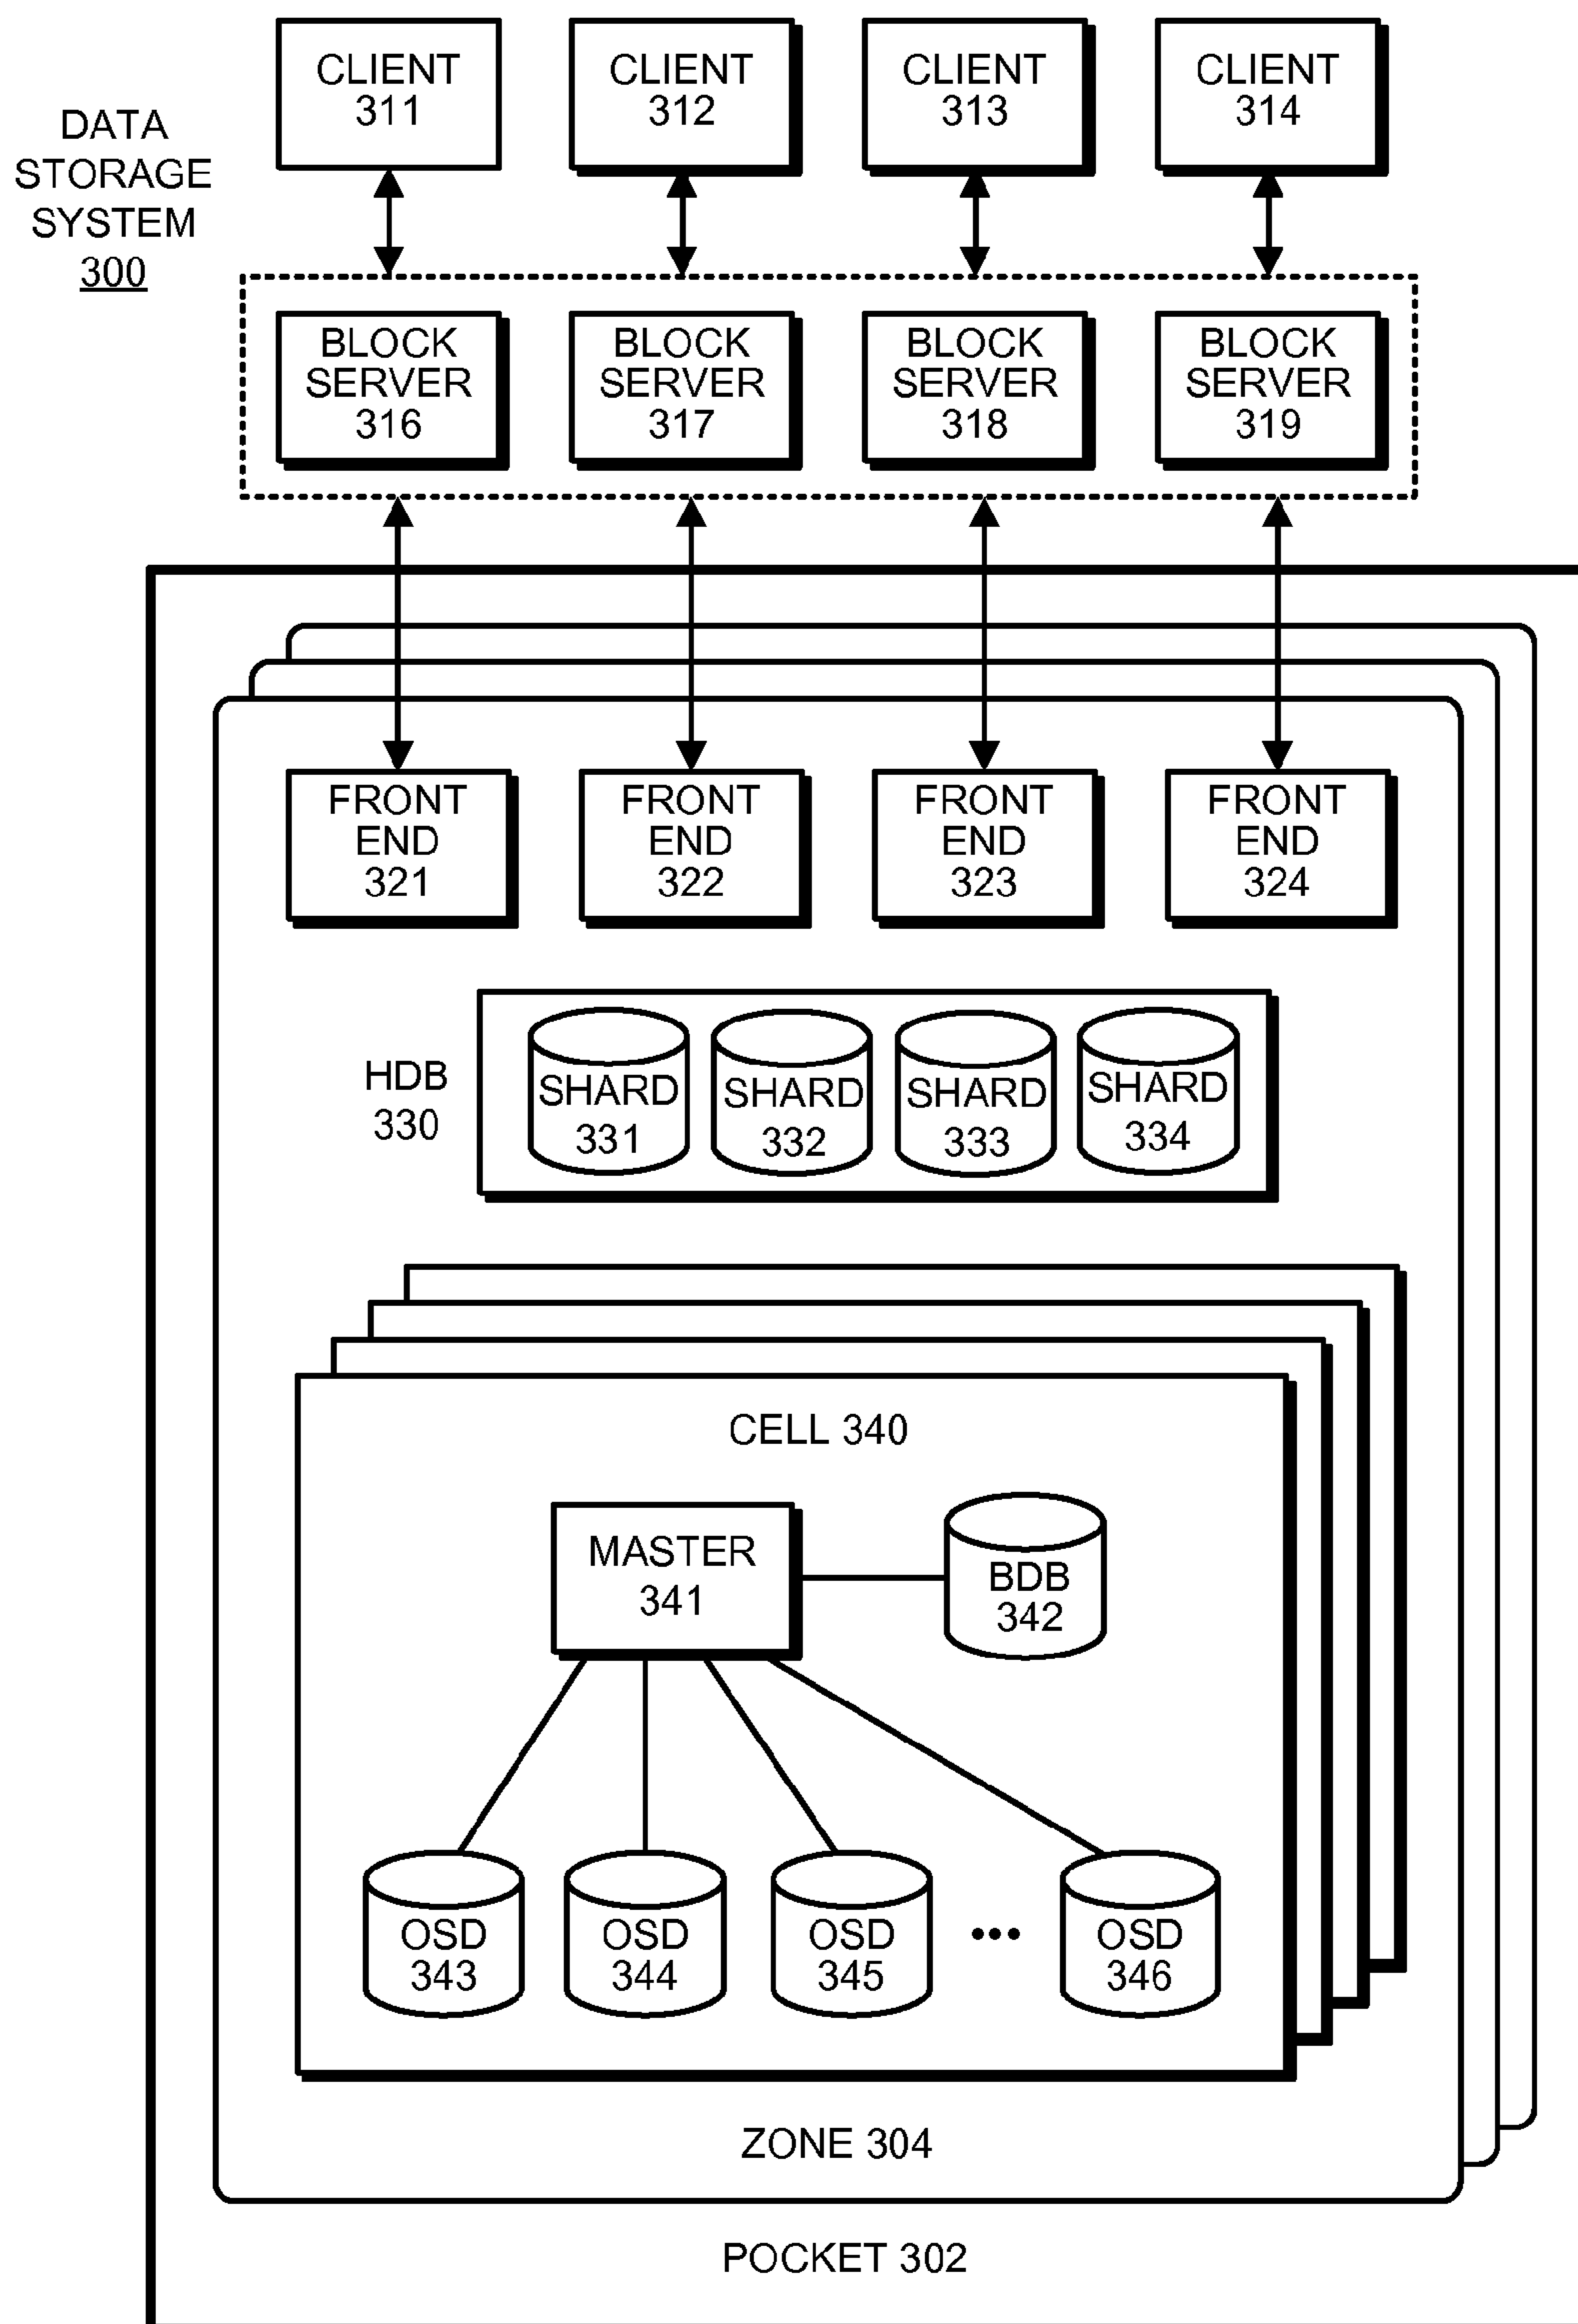 CLIENT
311
CLIENT
312
CLIENT
313
CLIENT
314
DATA
STORAGE
SYSTEM
300
BLOCK
SERVER
316
BLOCK
SERVER
317
BLOCK
SERVER
318
BLOCK
SERVER
319
FRONT
END
321
FRONT
END
322
FRONT
END
323
FRONT
END
324
HDB
330
SHARD
331
SHARD
332
SHARD
333
SHARD
334
CELL 340
MASTER
341
BDB
342
OSD
343
OSD
344
OSD
345
•••
OSD
346
ZONE 304
POCKET 302